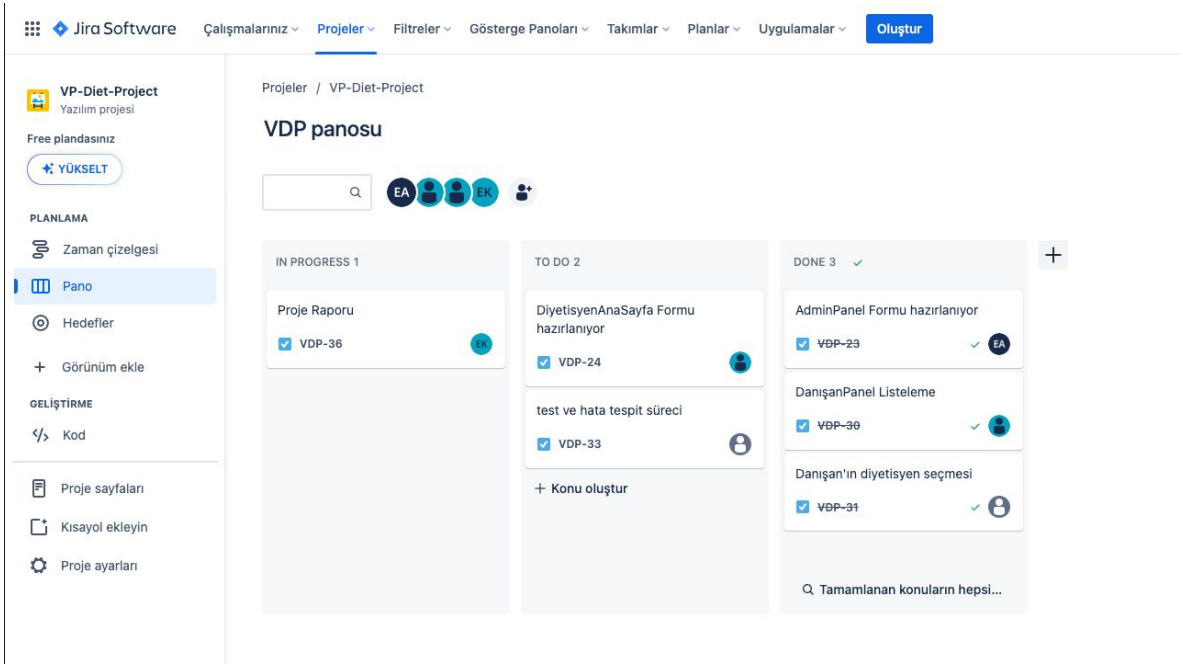 Jira Software
Çalışmalarınız
Projeler
Filtreler
Gösterge Panoları
Takımlar
Planlar
Uygulamalar
Oluştur
VP-Diet-Project
Yazılım projesi
Free plandasınız
YÜKSELT
PLANLAMA
Zaman çizelgesi
Pano
Hedefler
Görünüm ekle
GELİŞTİRME
Kod
Proje sayfaları
Kısayol ekleyin
Proje ayarları
Projeler / VP-Diet-Project
VDP panosu
EA
EK
IN PROGRESS 1
Proje Raporu
VDP-36
EK
TO DO 2
DiyetisyenAnaSayfa Formu
hazırlanıyor
VDP-24
test ve hata tespit süreci
VDP-33
+ Konu oluştur
DONE 3
AdminPanel Formu hazırlanıyor
VDP-23
EA
DanışanPanel Listeleme
VDP-30
Danışan'ın diyetisyen seçmesi
VDP-31
Tamamlanan konuların hepsi...